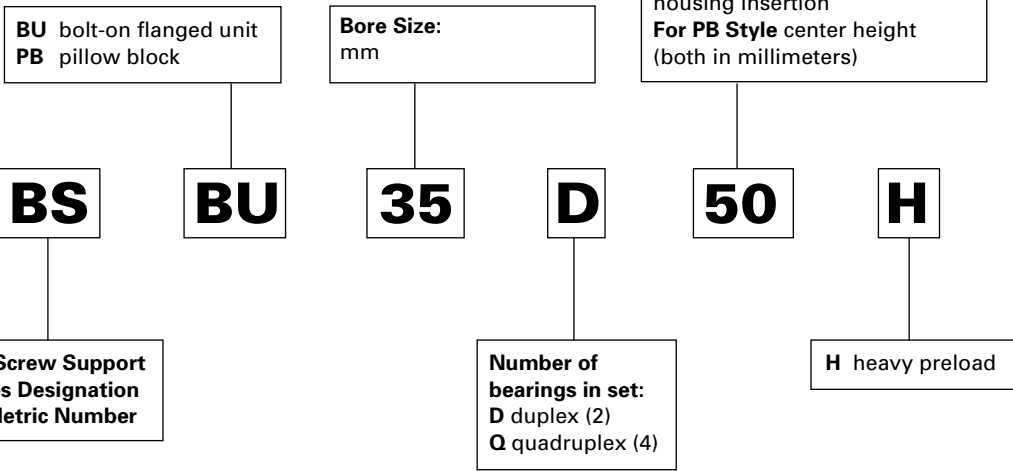 BU bolt-on flanged unit
PB pillow block
Bore Size:
mm
housing insertion
For PB Style center height
(both in millimeters)
BS BU 35 D 50 H
Screw Support
Designation
Number
Number of
bearings in set:
D duplex (2)
Q quadruplex (4)
H heavy preload